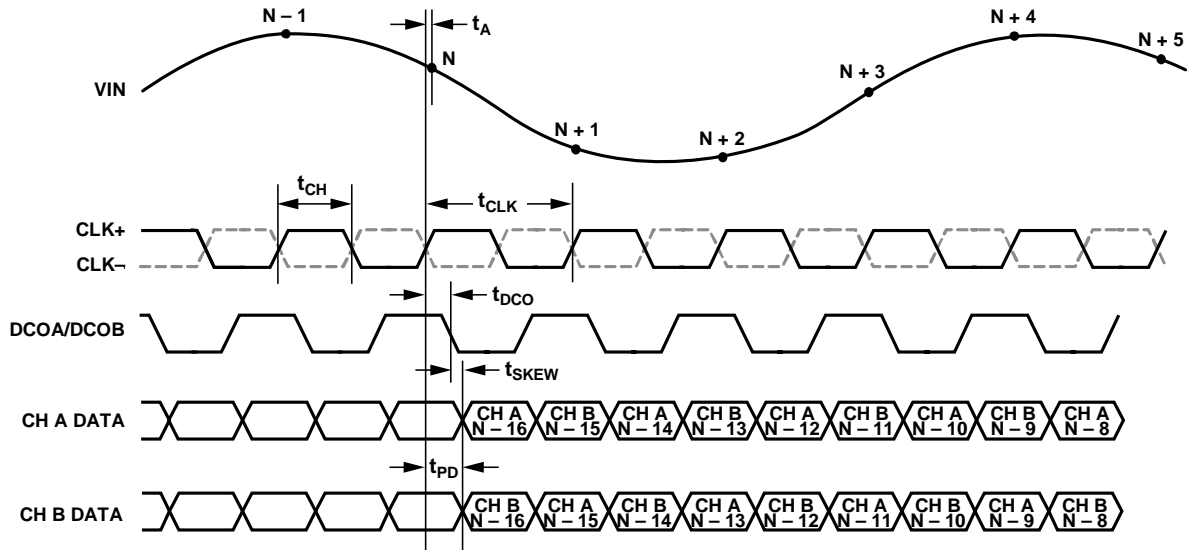 N – 1
t_A
N
N + 4
N + 5
N + 3
VIN
N + 1
N + 2
t_CH
t_CLK
CLK+
CLK–
t_DCO
DCOA/DCOB
t_SKEW
CH A DATA
CH A N – 16
CH B N – 15
CH A N – 14
CH B N – 13
CH A N – 12
CH B N – 11
CH A N – 10
CH B N – 9
CH A N – 8
t_PD
CH B DATA
CH B N – 16
CH A N – 15
CH B N – 14
CH A N – 13
CH B N – 12
CH A N – 11
CH B N – 10
CH A N – 9
CH B N – 8